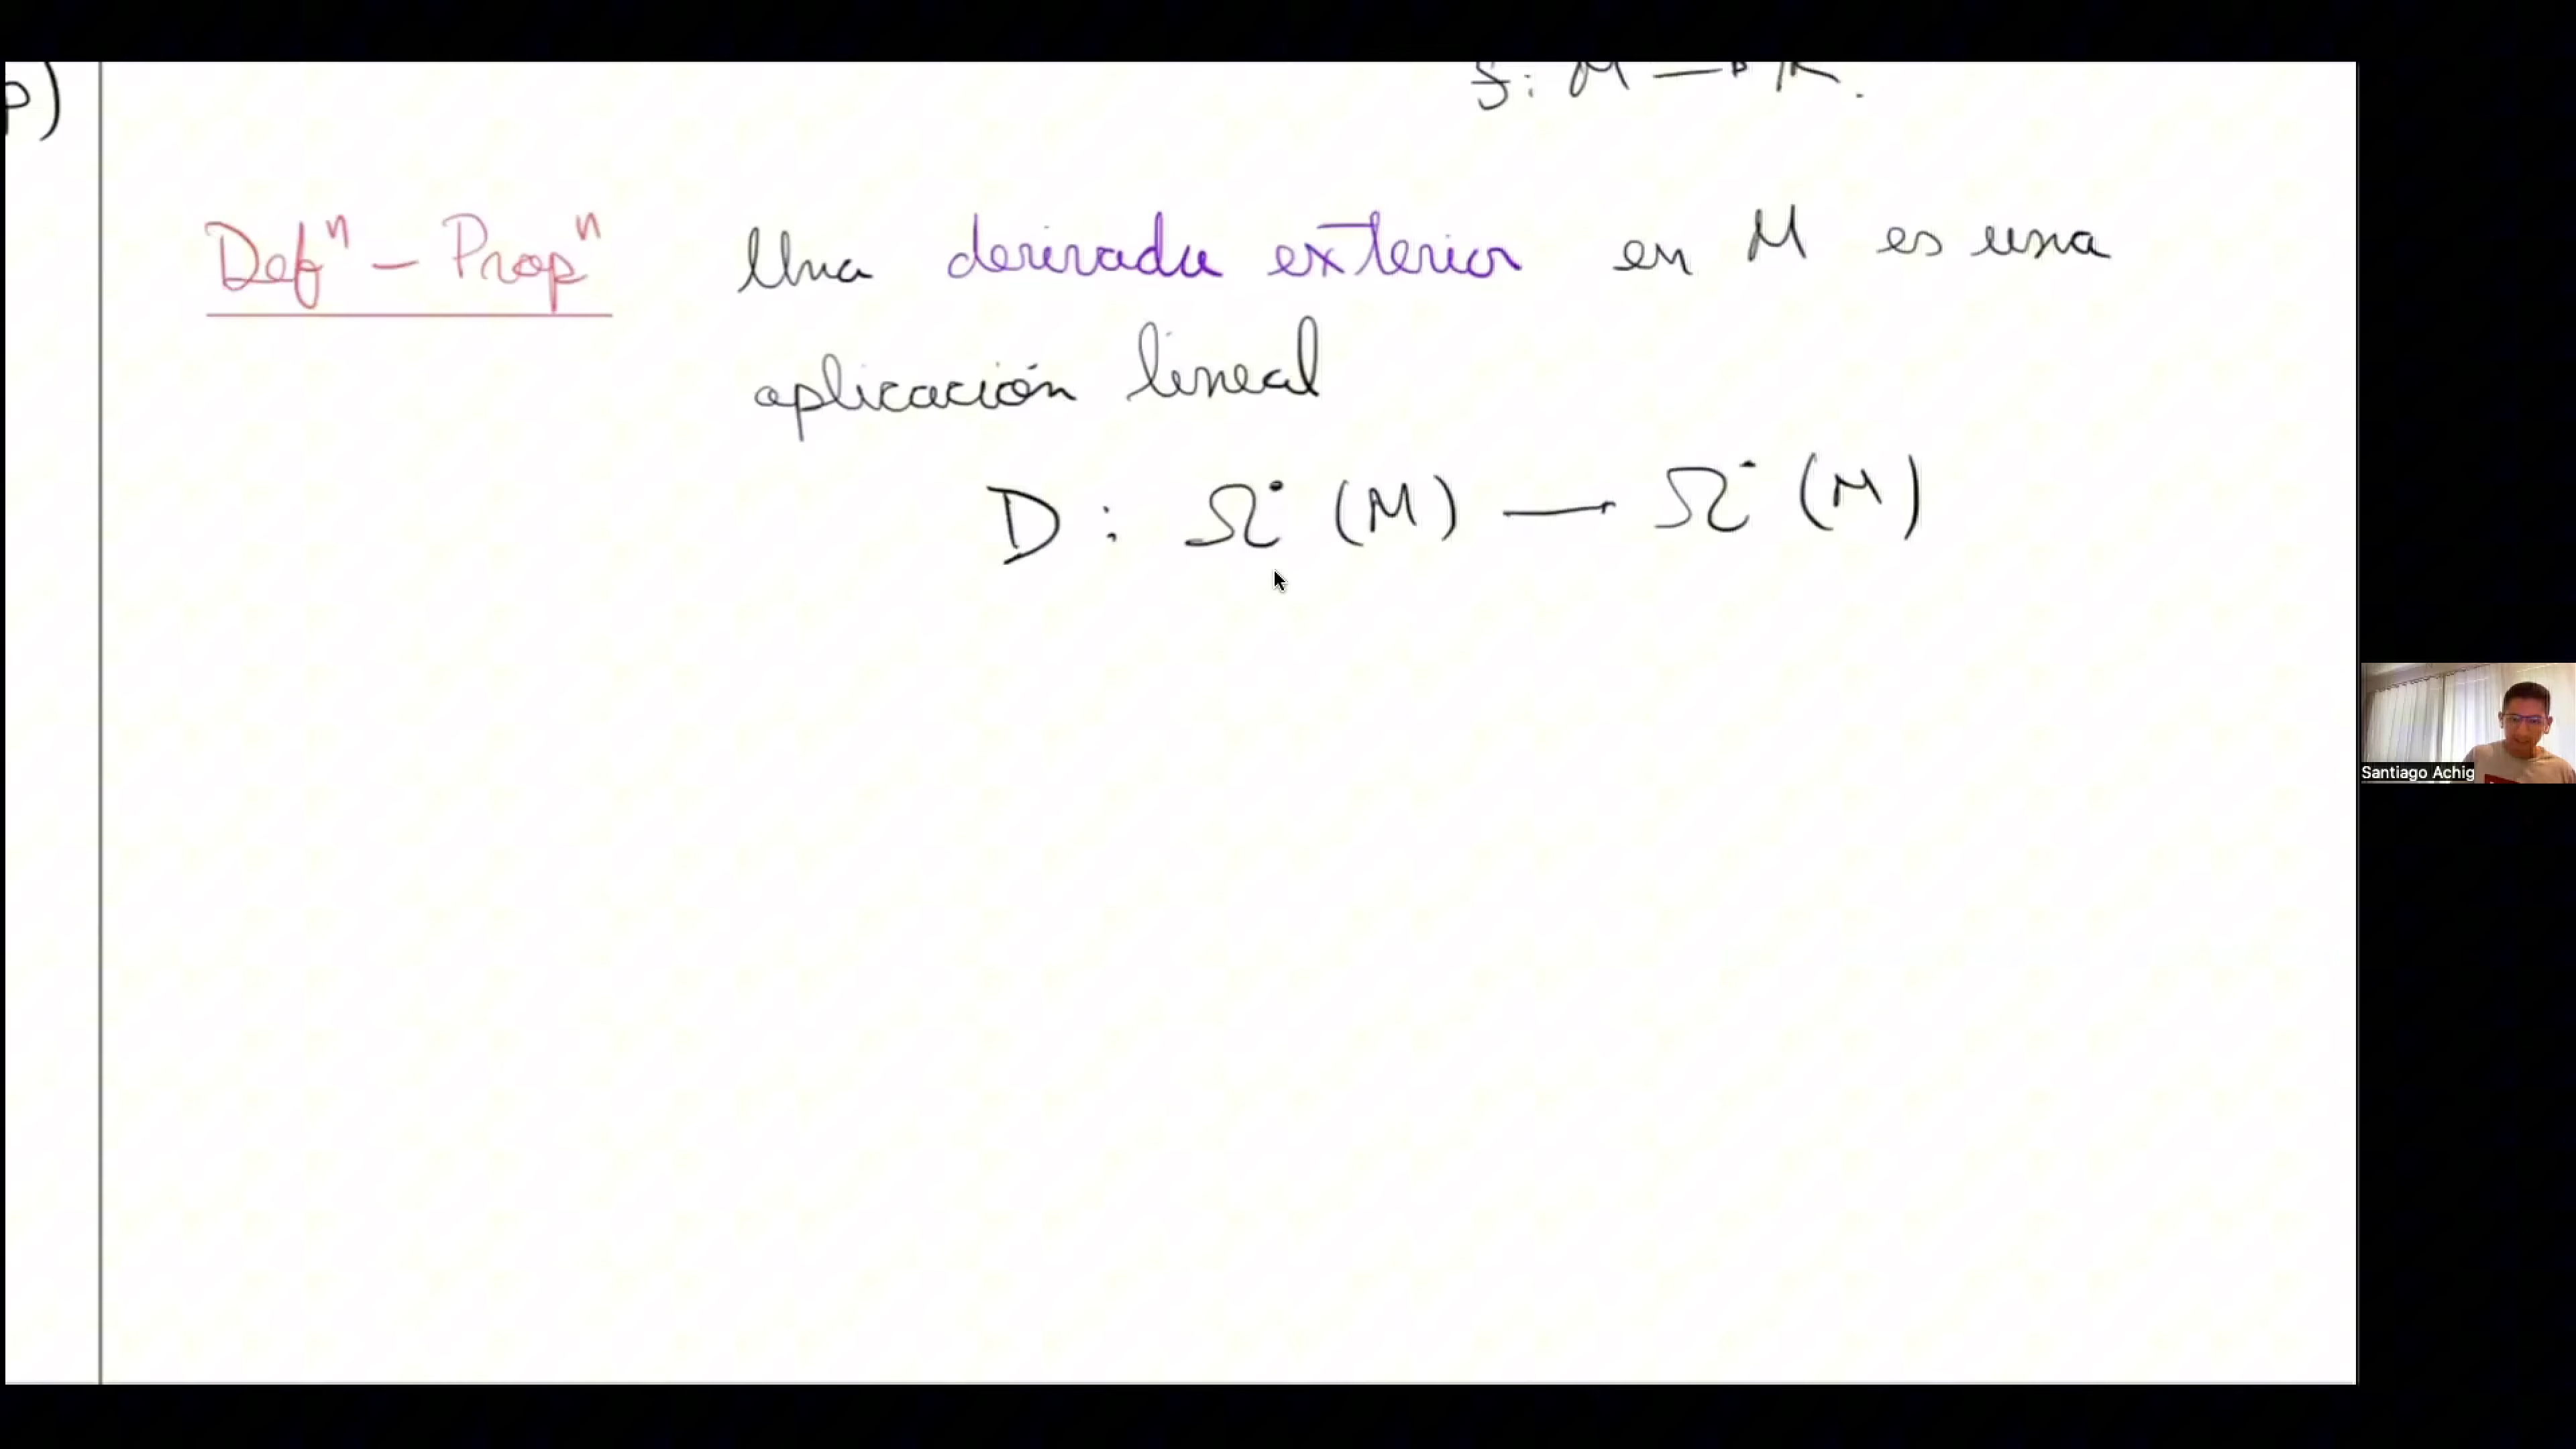 p)
f: M → R.
Defⁿ - Propⁿ Una derivada exterior en M es una
aplicación lineal
D : Ω˙ (M) — Ω˙ (M)
Santiago Achig